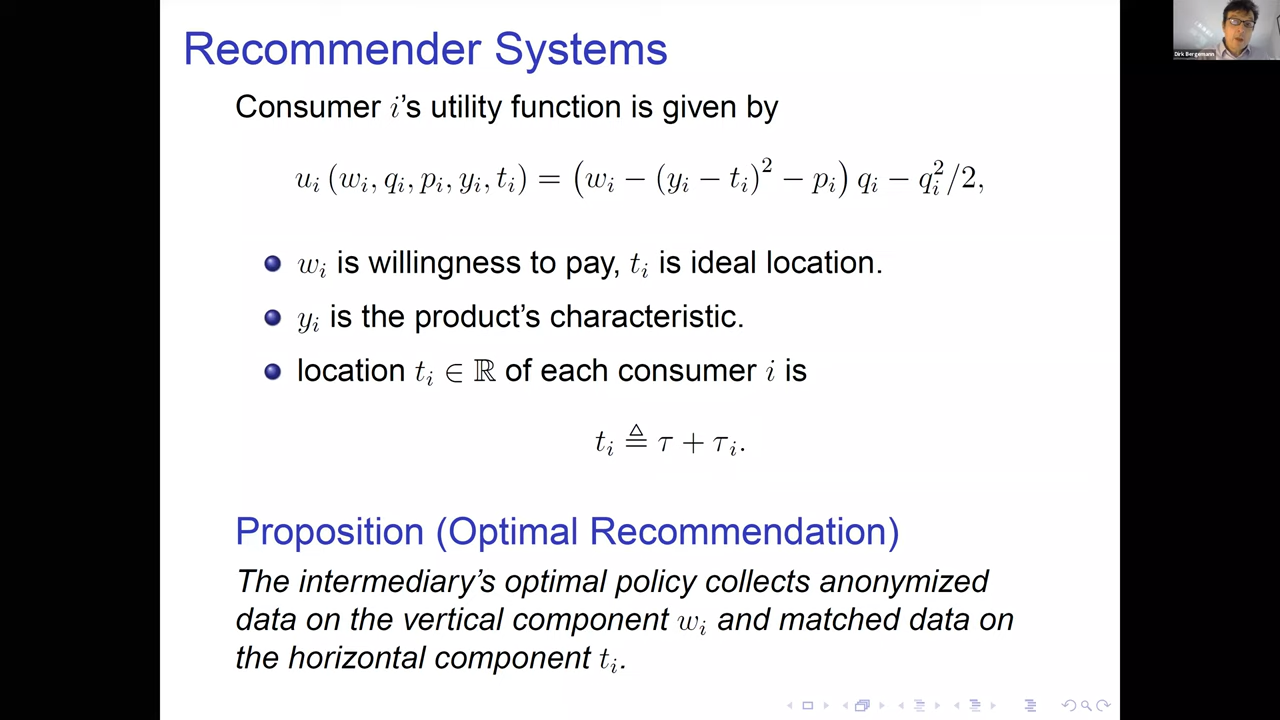 Recommender Systems
Consumer i's utility function is given by
u_i (w_i, q_i, p_i, y_i, t_i) = (w_i − (y_i − t_i)^2 − p_i) q_i − q_i^2/2,
w_i is willingness to pay, t_i is ideal location.
y_i is the product's characteristic.
location t_i ∈ ℝ of each consumer i is
t_i ≜ τ + τ_i.
Proposition (Optimal Recommendation)
The intermediary's optimal policy collects anonymized
data on the vertical component w_i and matched data on
the horizontal component t_i.
Dirk Bergemann